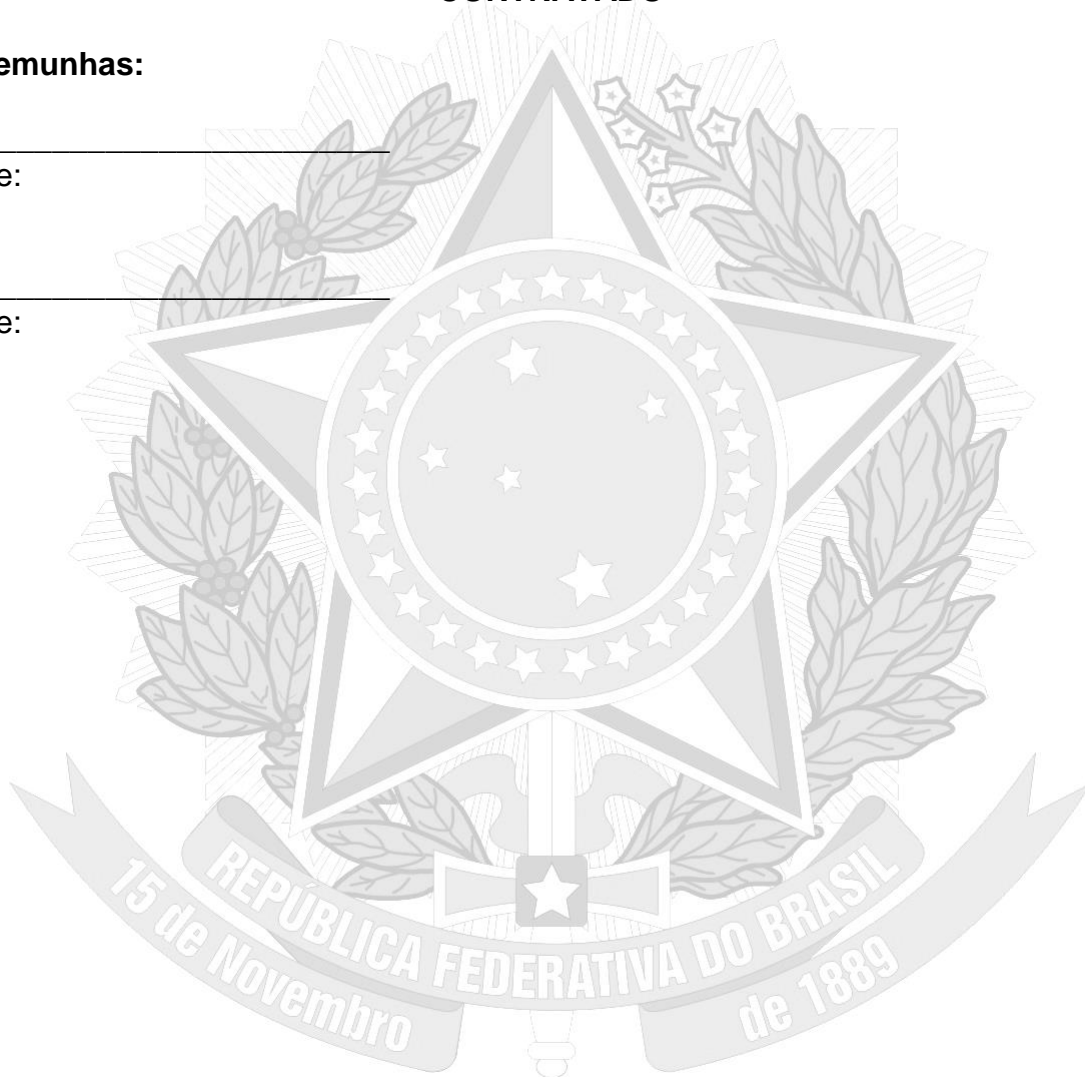 emunhas:
e:
e:
REPÚBLICA FEDERATIVA DO BRASIL
15 de Novembro de 1889